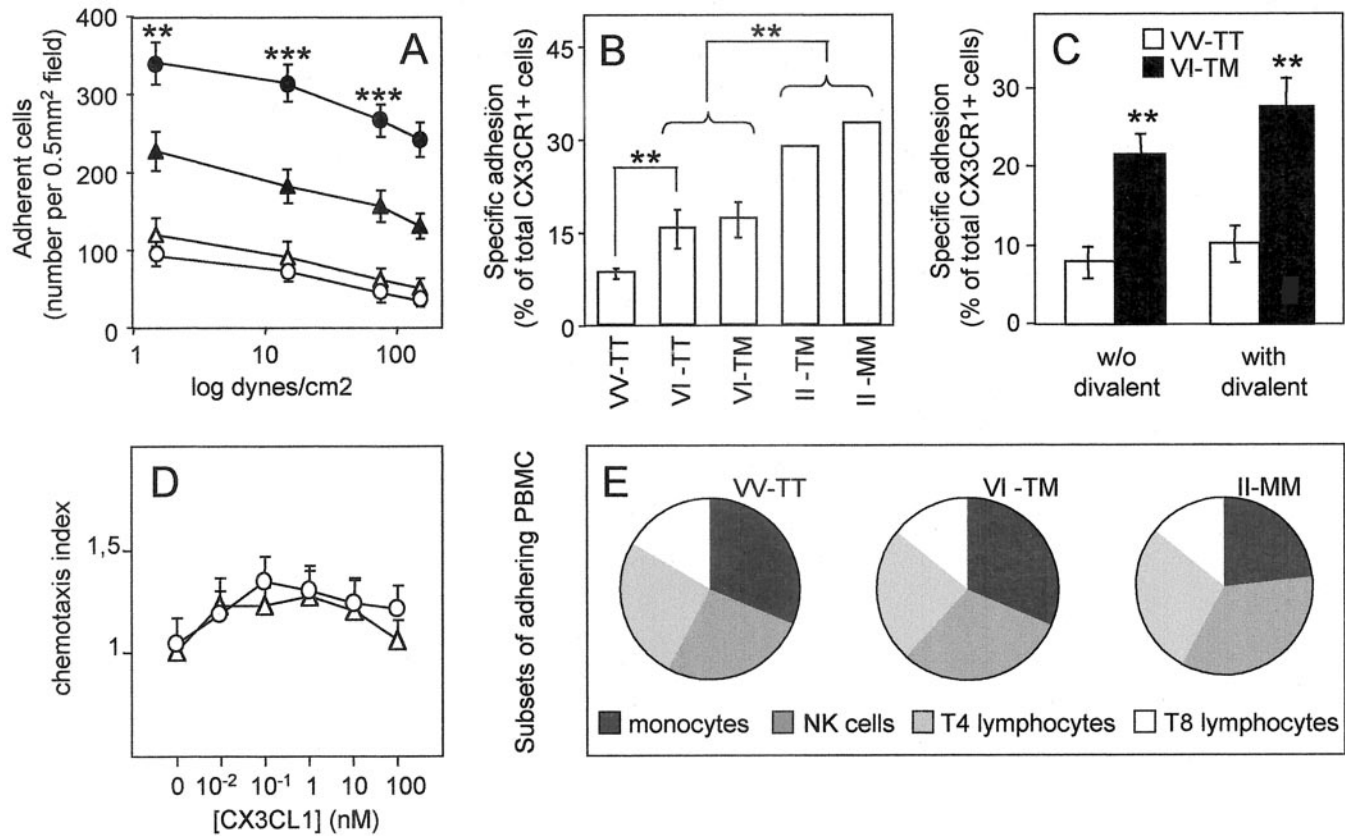 A
Adherent cells
(number per 0.5mm² field)
400
300
200
100
0
**
***
***
1
10
100
log dynes/cm2
B
Specific adhesion
(% of total CX3CR1+ cells)
45
30
15
0
**
**
VV-TT
VI -TT
VI-TM
II -TM
II -MM
C
VV-TT
VI-TM
Specific adhesion
(% of total CX3CR1+ cells)
30
20
10
0
**
**
w/o
divalent
with
divalent
D
chemotaxis index
1,5
1
0 10⁻² 10⁻¹ 1 10 100
[CX3CL1] (nM)
E
Subsets of adhering PBMC
VV-TT
VI -TM
II-MM
monocytes NK cells T4 lymphocytes T8 lymphocytes